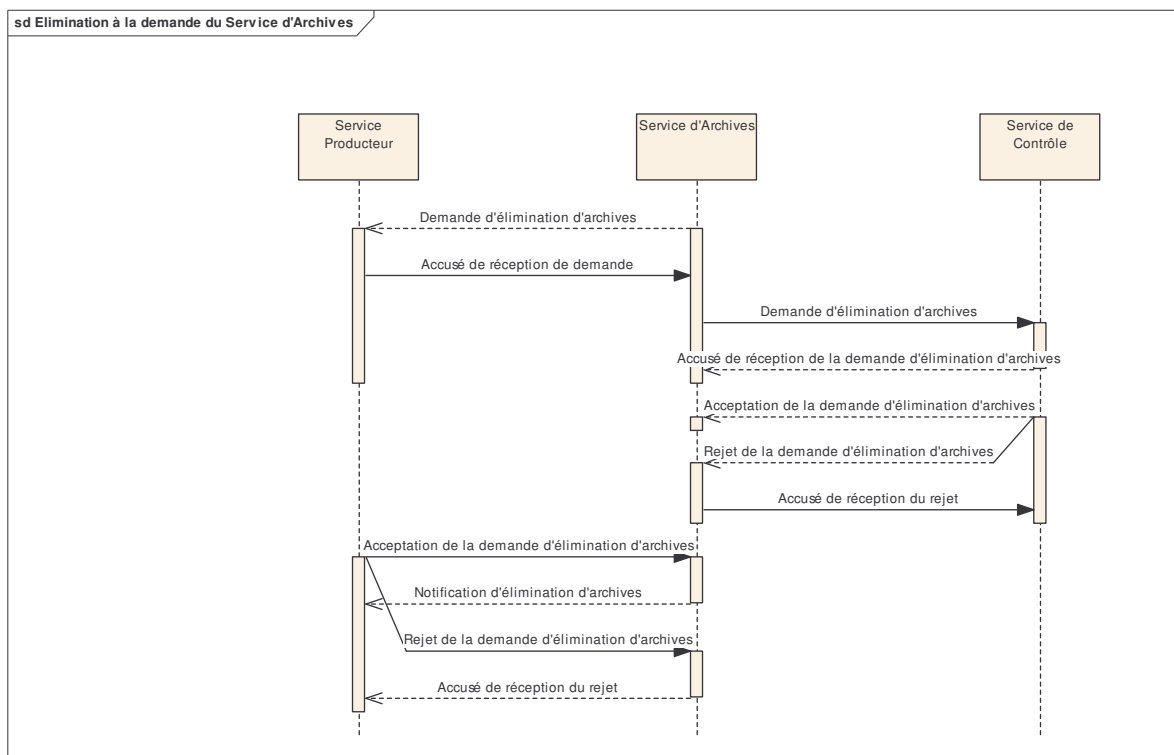 sd Elimination à la demande du Service d'Archives
Service
Producteur
Service d'Archives
Service de
Contrôle
Demande d'élimination d'archives
Accusé de réception de demande
Demande d'élimination d'archives
Accusé de réception de la demande d'élimination d'archives
Acceptation de la demande d'élimination d'archives
Rejet de la demande d'élimination d'archives
Accusé de réception du rejet
Acceptation de la demande d'élimination d'archives
Notification d'élimination d'archives
Rejet de la demande d'élimination d'archives
Accusé de réception du rejet